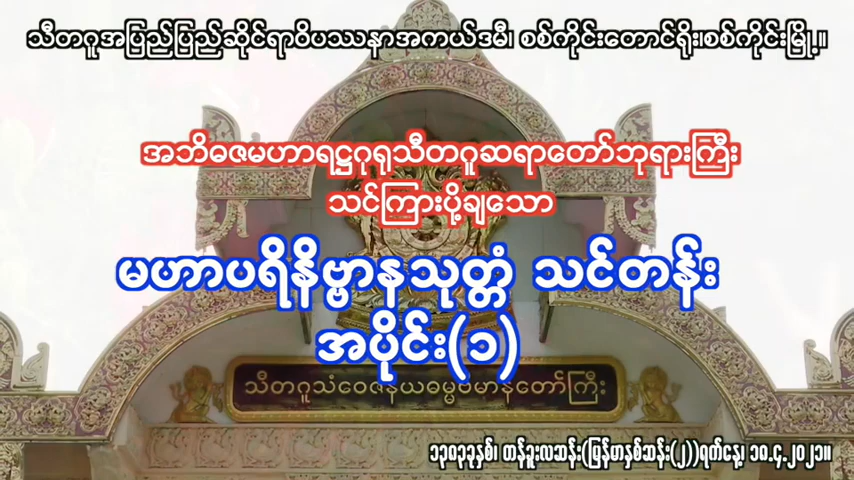 သီတဂူအပြည်ပြည်ဆိုင်ရာဝိပဿနာအကယ်ဒမီ၊ စစ်ကိုင်းတောင်ရိုး၊စစ်ကိုင်းမြို့။
အဘိဓဇမဟာရဋ္ဌဂုရုသီတဂူဆရာတော်ဘုရားကြီး
သင်ကြားပို့ချသော
မဟာပရိနိဗ္ဗာနသုတ္တံ သင်တန်း
အပိုင်း(၁)
သီတဂူသံဝေဇနိယဓမ္မဗိမာန်တော်ကြီး
၁၃၈၃ခုနှစ်၊ တန်ခူးလဆန်း(မြန်မာနှစ်ဆန်း(၂))ရက်နေ့၊ ၁၈.၄.၂၀၂၁။